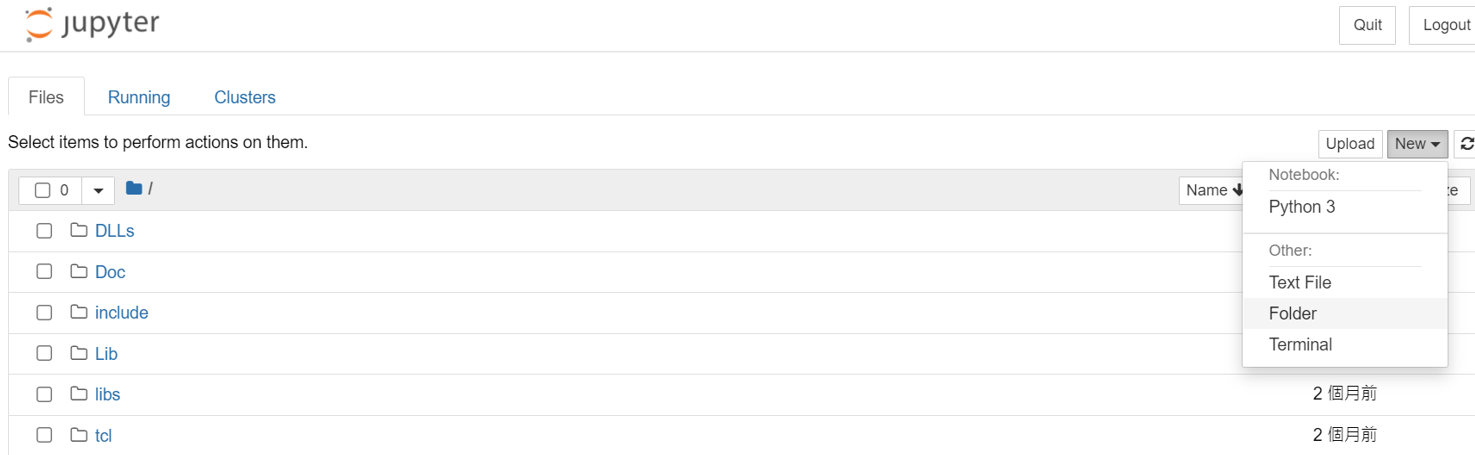 jupyter
Quit
Logout
Files
Running
Clusters
Select items to perform actions on them.
Upload
New
0
/
Name
ze
Notebook:
Python 3
Other:
Text File
Folder
Terminal
DLLs
Doc
include
Lib
libs
2 個月前
tcl
2 個月前